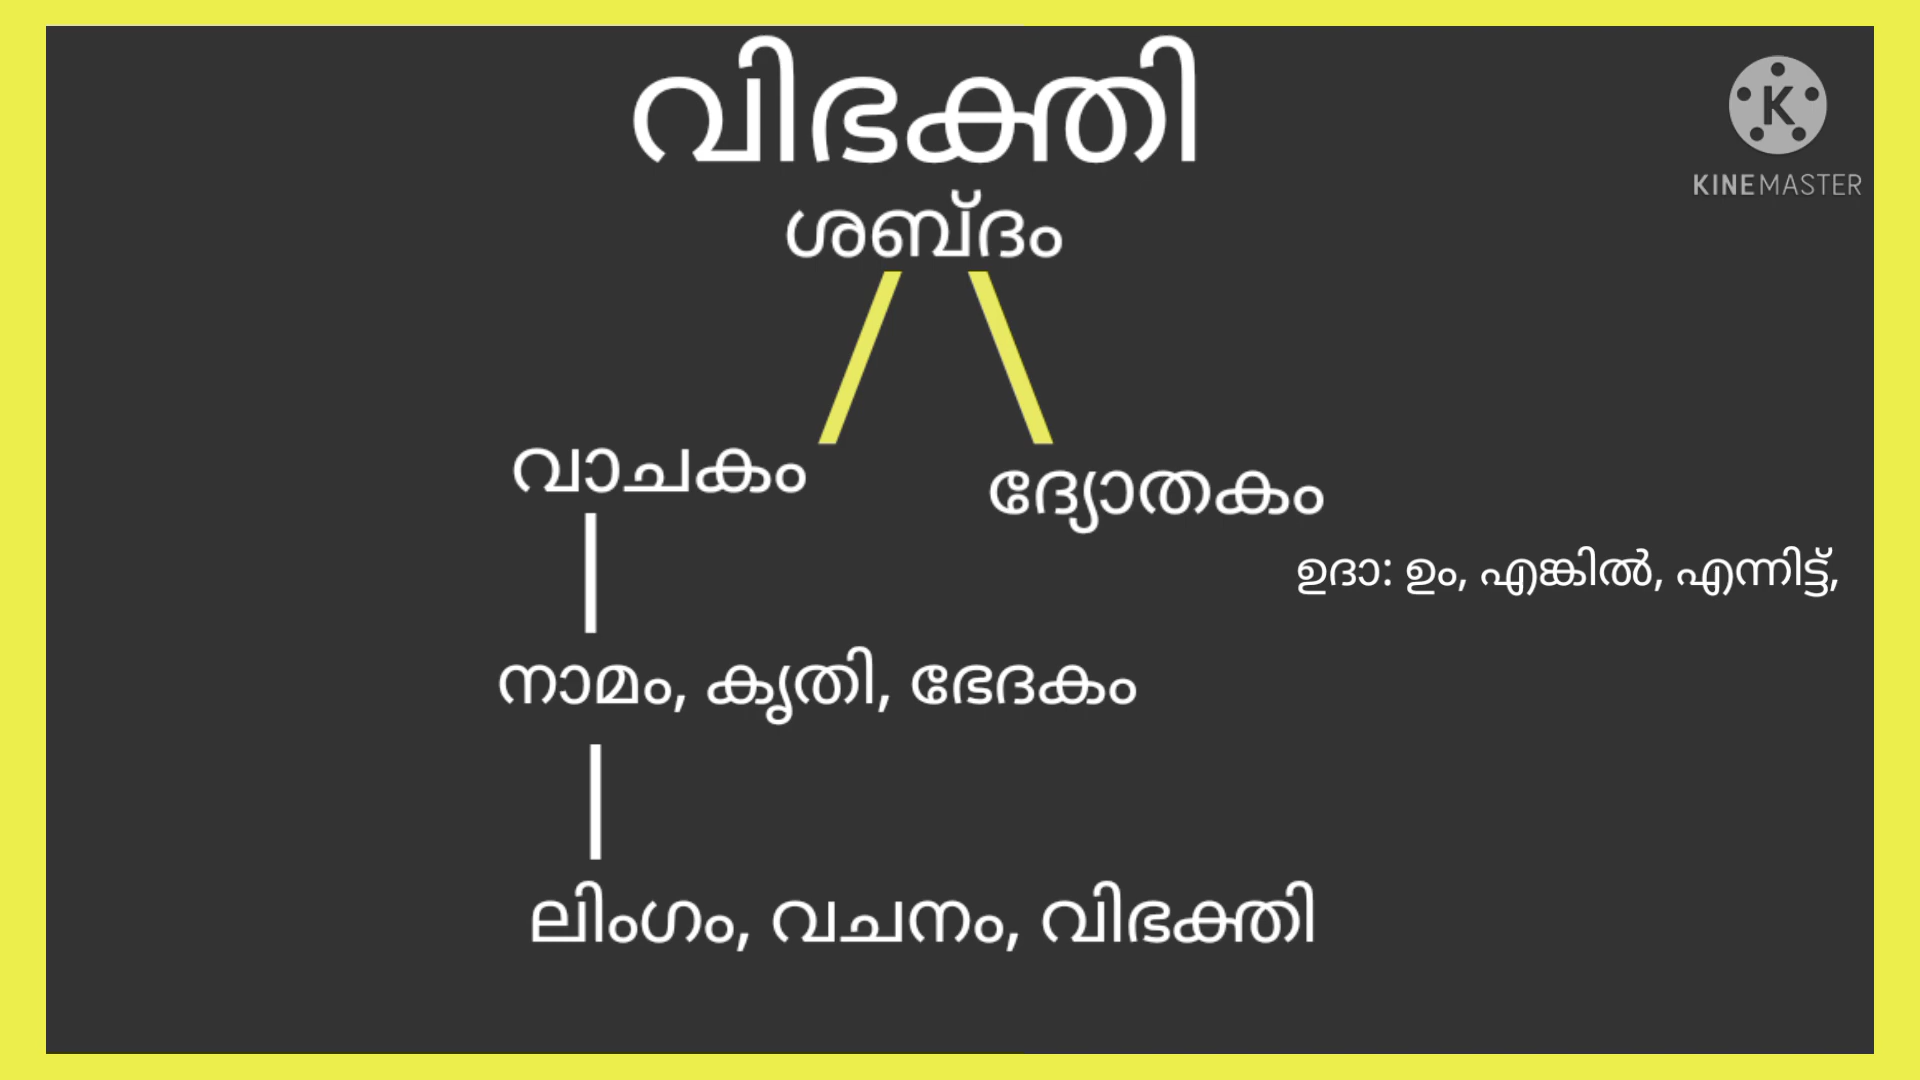 വിഭക്തി
ശബ്ദം
വാചകം
ദ്യോതകം
ഉദാ: ഉം, എങ്കിൽ, എന്നിട്ട്,
നാമം, കൃതി, ഭേദകം
ലിംഗം, വചനം, വിഭക്തി
K
KINEMASTER